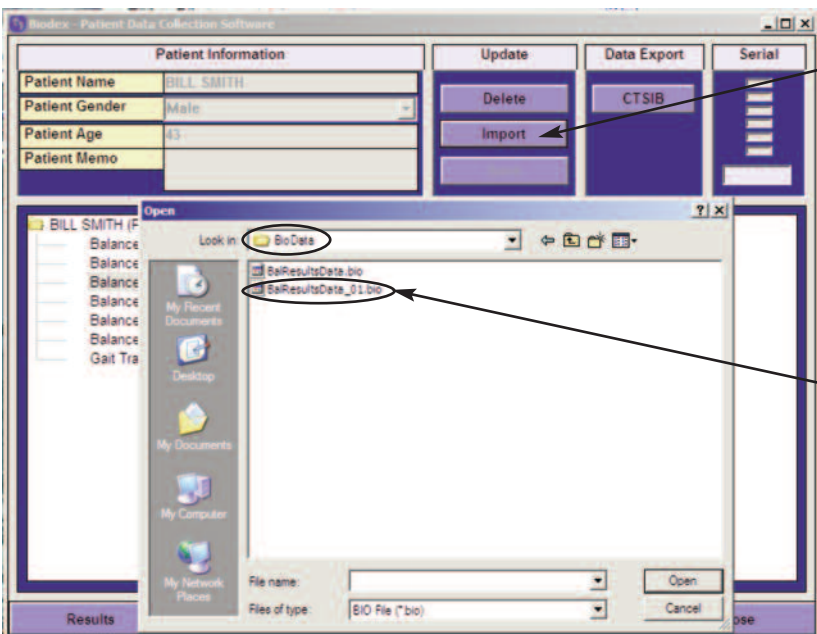 Biodex - Patient Data Collection Software
Patient Information
Update
Data Export
Serial
Patient Name
BILL SMITH
Patient Gender
Male
Patient Age
43
Patient Memo
Delete
Import
CTSIB
BILL SMITH (F
Balance
Balance
Balance
Balance
Balance
Balance
Gait Tra
Open
Look in:
BioData
BalResultsData.bio
BalResultsData_01.bio
My Recent
Documents
Desktop
My Documents
My Computer
My Network
Places
File name:
Open
Files of type:
BIO File (*.bio)
Cancel
Results
ose